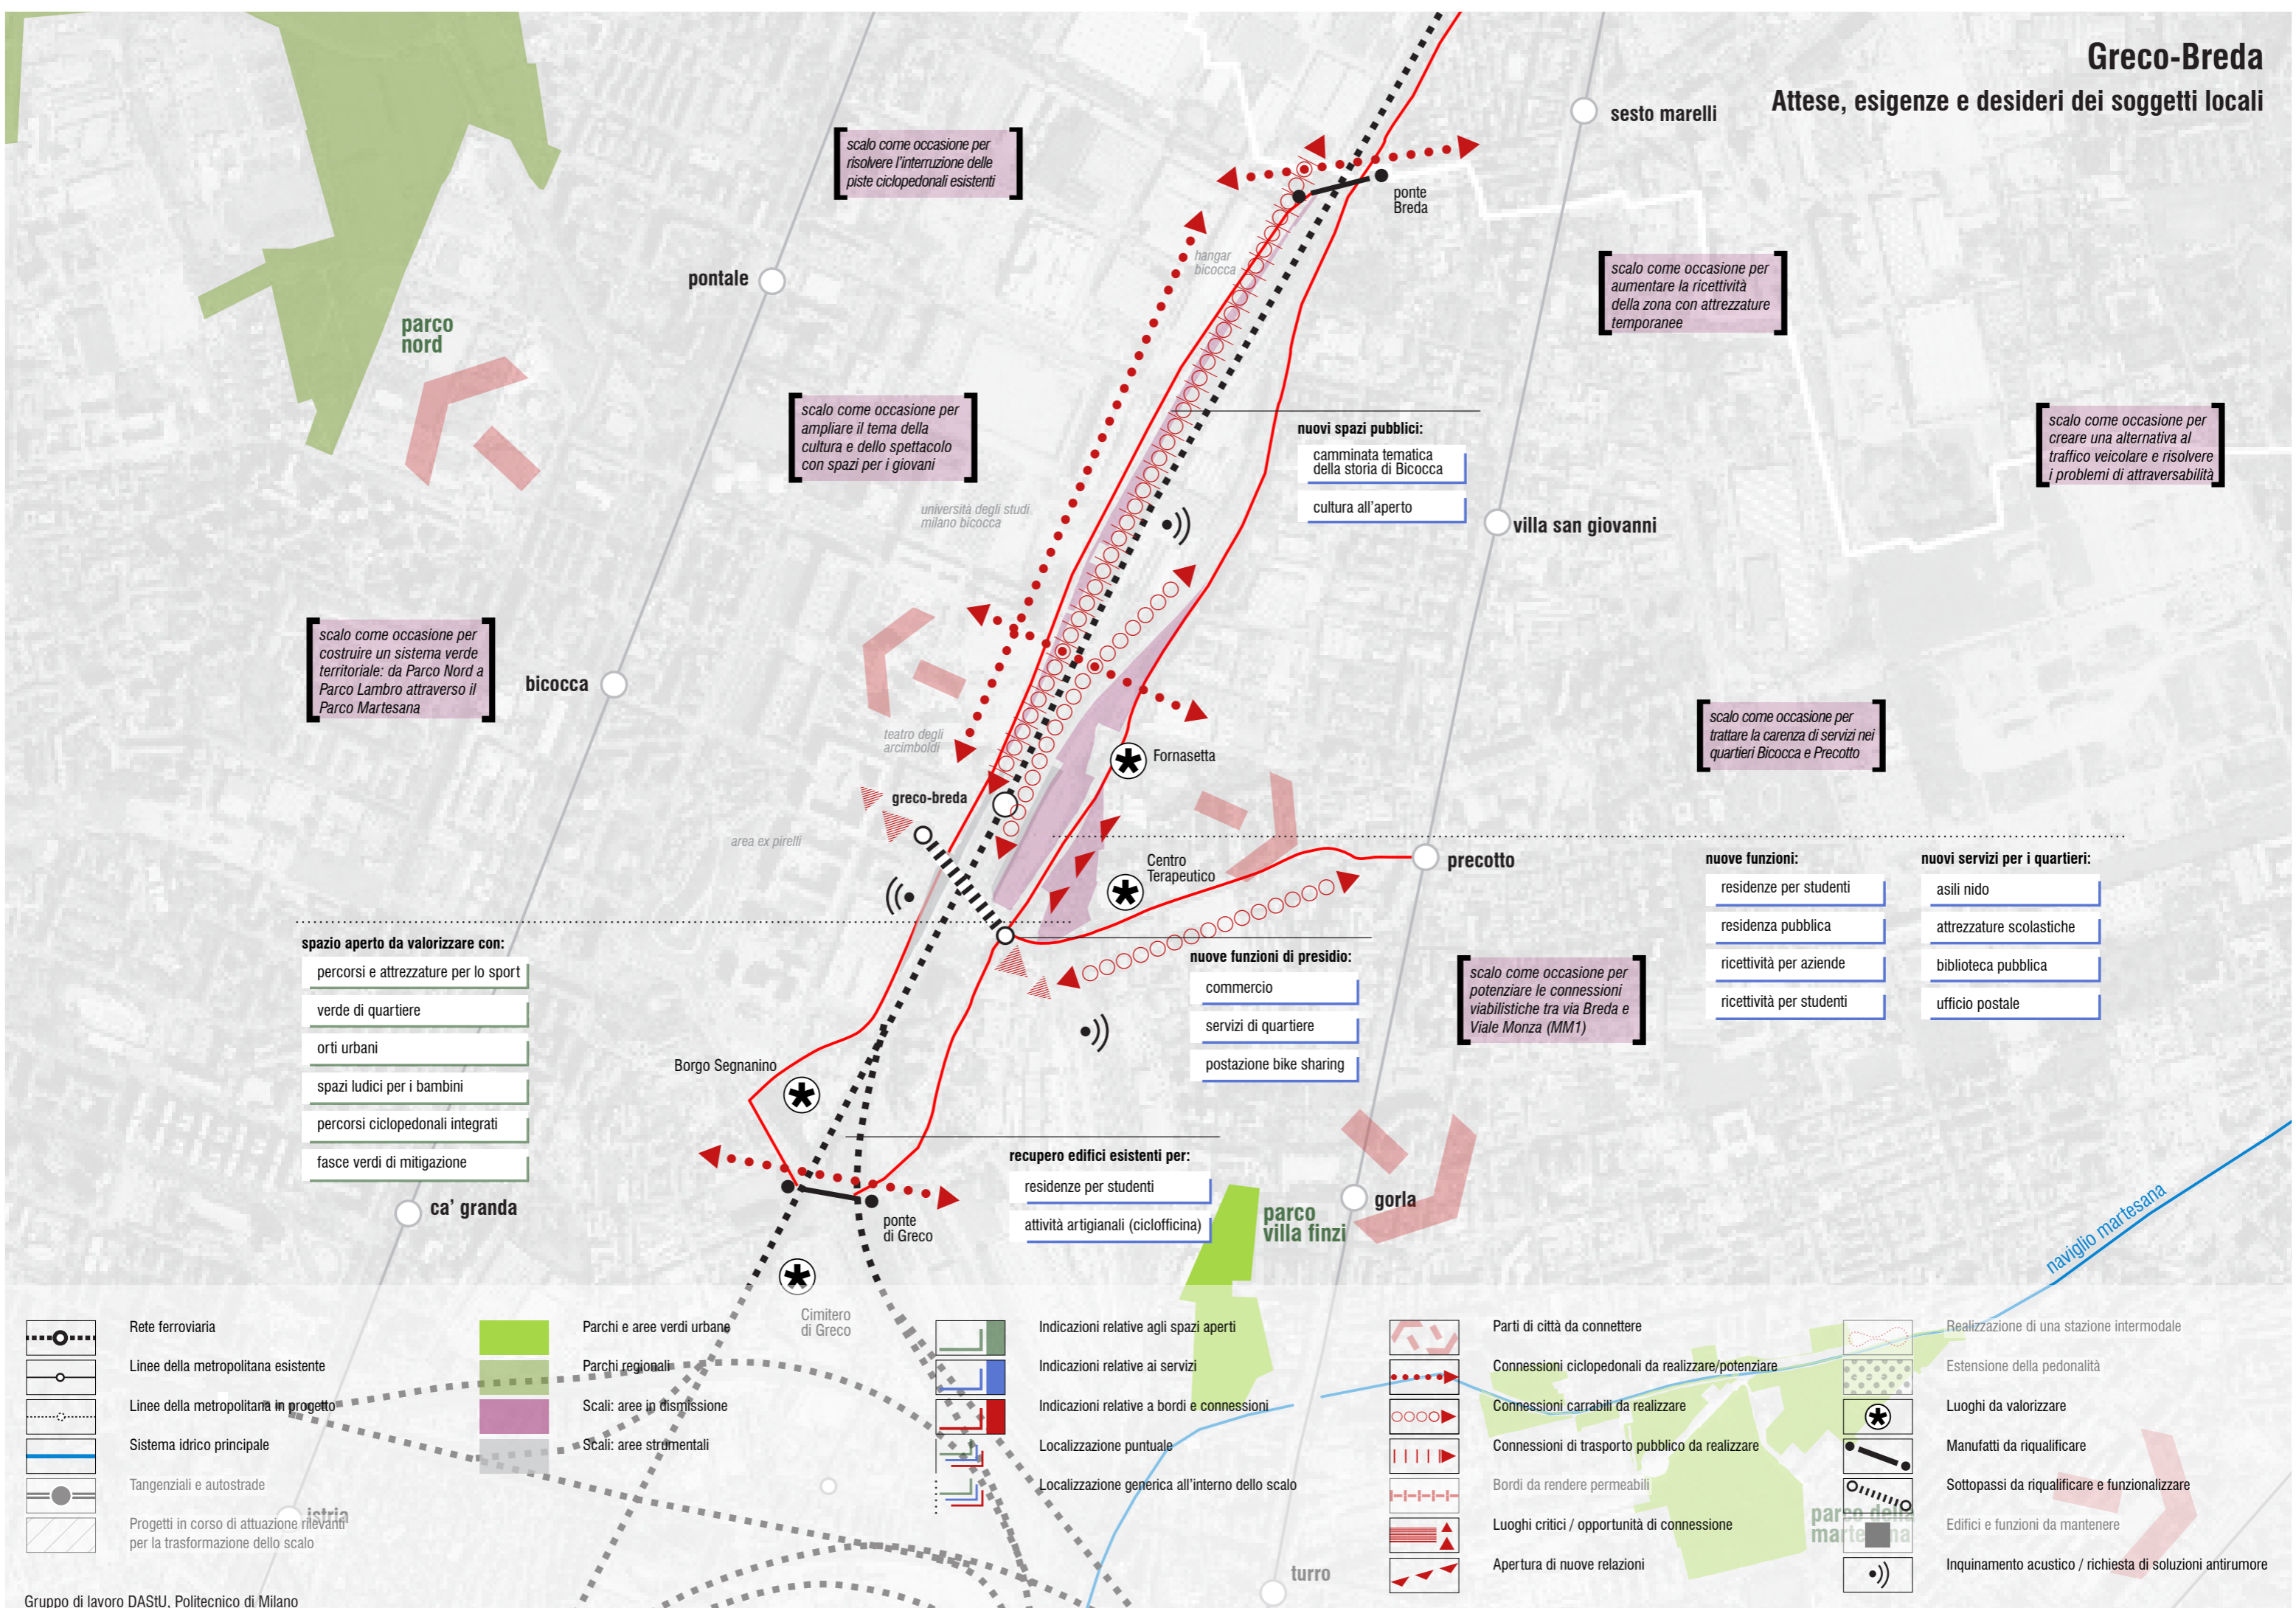 Greco-Breda
Attese, esigenze e desideri dei soggetti locali
sesto marelli
scalo come occasione per
risolvere l'interruzione delle
piste ciclopedonali esistenti
ponte
Breda
hangar
bicocca
pontale
scalo come occasione per
aumentare la ricettività
della zona con attrezzature
temporanee
parco
nord
scalo come occasione per
ampliare il tema della
cultura e dello spettacolo
con spazi per i giovani
nuovi spazi pubblici:
camminata tematica
della storia di Bicocca
cultura all'aperto
scalo come occasione per
creare una alternativa al
traffico veicolare e risolvere
i problemi di attraversabilità
università degli studi
milano bicocca
villa san giovanni
scalo come occasione per
costruire un sistema verde
territoriale: da Parco Nord a
Parco Lambro attraverso il
Parco Martesana
bicocca
scalo come occasione per
trattare la carenza di servizi nei
quartieri Bicocca e Precotto
teatro degli
arcimboldi
Fornasetta
greco-breda
area ex pirelli
Centro
Terapeutico
precotto
nuove funzioni:
residenze per studenti
residenza pubblica
ricettività per aziende
ricettività per studenti
nuovi servizi per i quartieri:
asili nido
attrezzature scolastiche
biblioteca pubblica
ufficio postale
spazio aperto da valorizzare con:
percorsi e attrezzature per lo sport
verde di quartiere
orti urbani
spazi ludici per i bambini
percorsi ciclopedonali integrati
fasce verdi di mitigazione
nuove funzioni di presidio:
commercio
servizi di quartiere
postazione bike sharing
scalo come occasione per
potenziare le connessioni
viabilistiche tra via Breda e
Viale Monza (MM1)
Borgo Segnanino
recupero edifici esistenti per:
residenze per studenti
attività artigianali (ciclofficina)
ca' granda
ponte
di Greco
parco
villa finzi
gorla
naviglio martesana
Cimitero
di Greco
Rete ferroviaria
Linee della metropolitana esistente
Linee della metropolitana in progetto
Sistema idrico principale
Tangenziali e autostrade
istria
Progetti in corso di attuazione rilevanti
per la trasformazione dello scalo
Parchi e aree verdi urbane
Parchi regionali
Scali: aree in dismissione
Scali: aree strumentali
Indicazioni relative agli spazi aperti
Indicazioni relative ai servizi
Indicazioni relative a bordi e connessioni
Localizzazione puntuale
Localizzazione generica all'interno dello scalo
turro
Parti di città da connettere
Connessioni ciclopedonali da realizzare/potenziare
Connessioni carrabili da realizzare
Connessioni di trasporto pubblico da realizzare
Bordi da rendere permeabili
Luoghi critici / opportunità di connessione
Apertura di nuove relazioni
parco della
martesana
Realizzazione di una stazione intermodale
Estensione della pedonalità
Luoghi da valorizzare
Manufatti da riqualificare
Sottopassi da riqualificare e funzionalizzare
Edifici e funzioni da mantenere
Inquinamento acustico / richiesta di soluzioni antirumore
Gruppo di lavoro DAStU, Politecnico di Milano